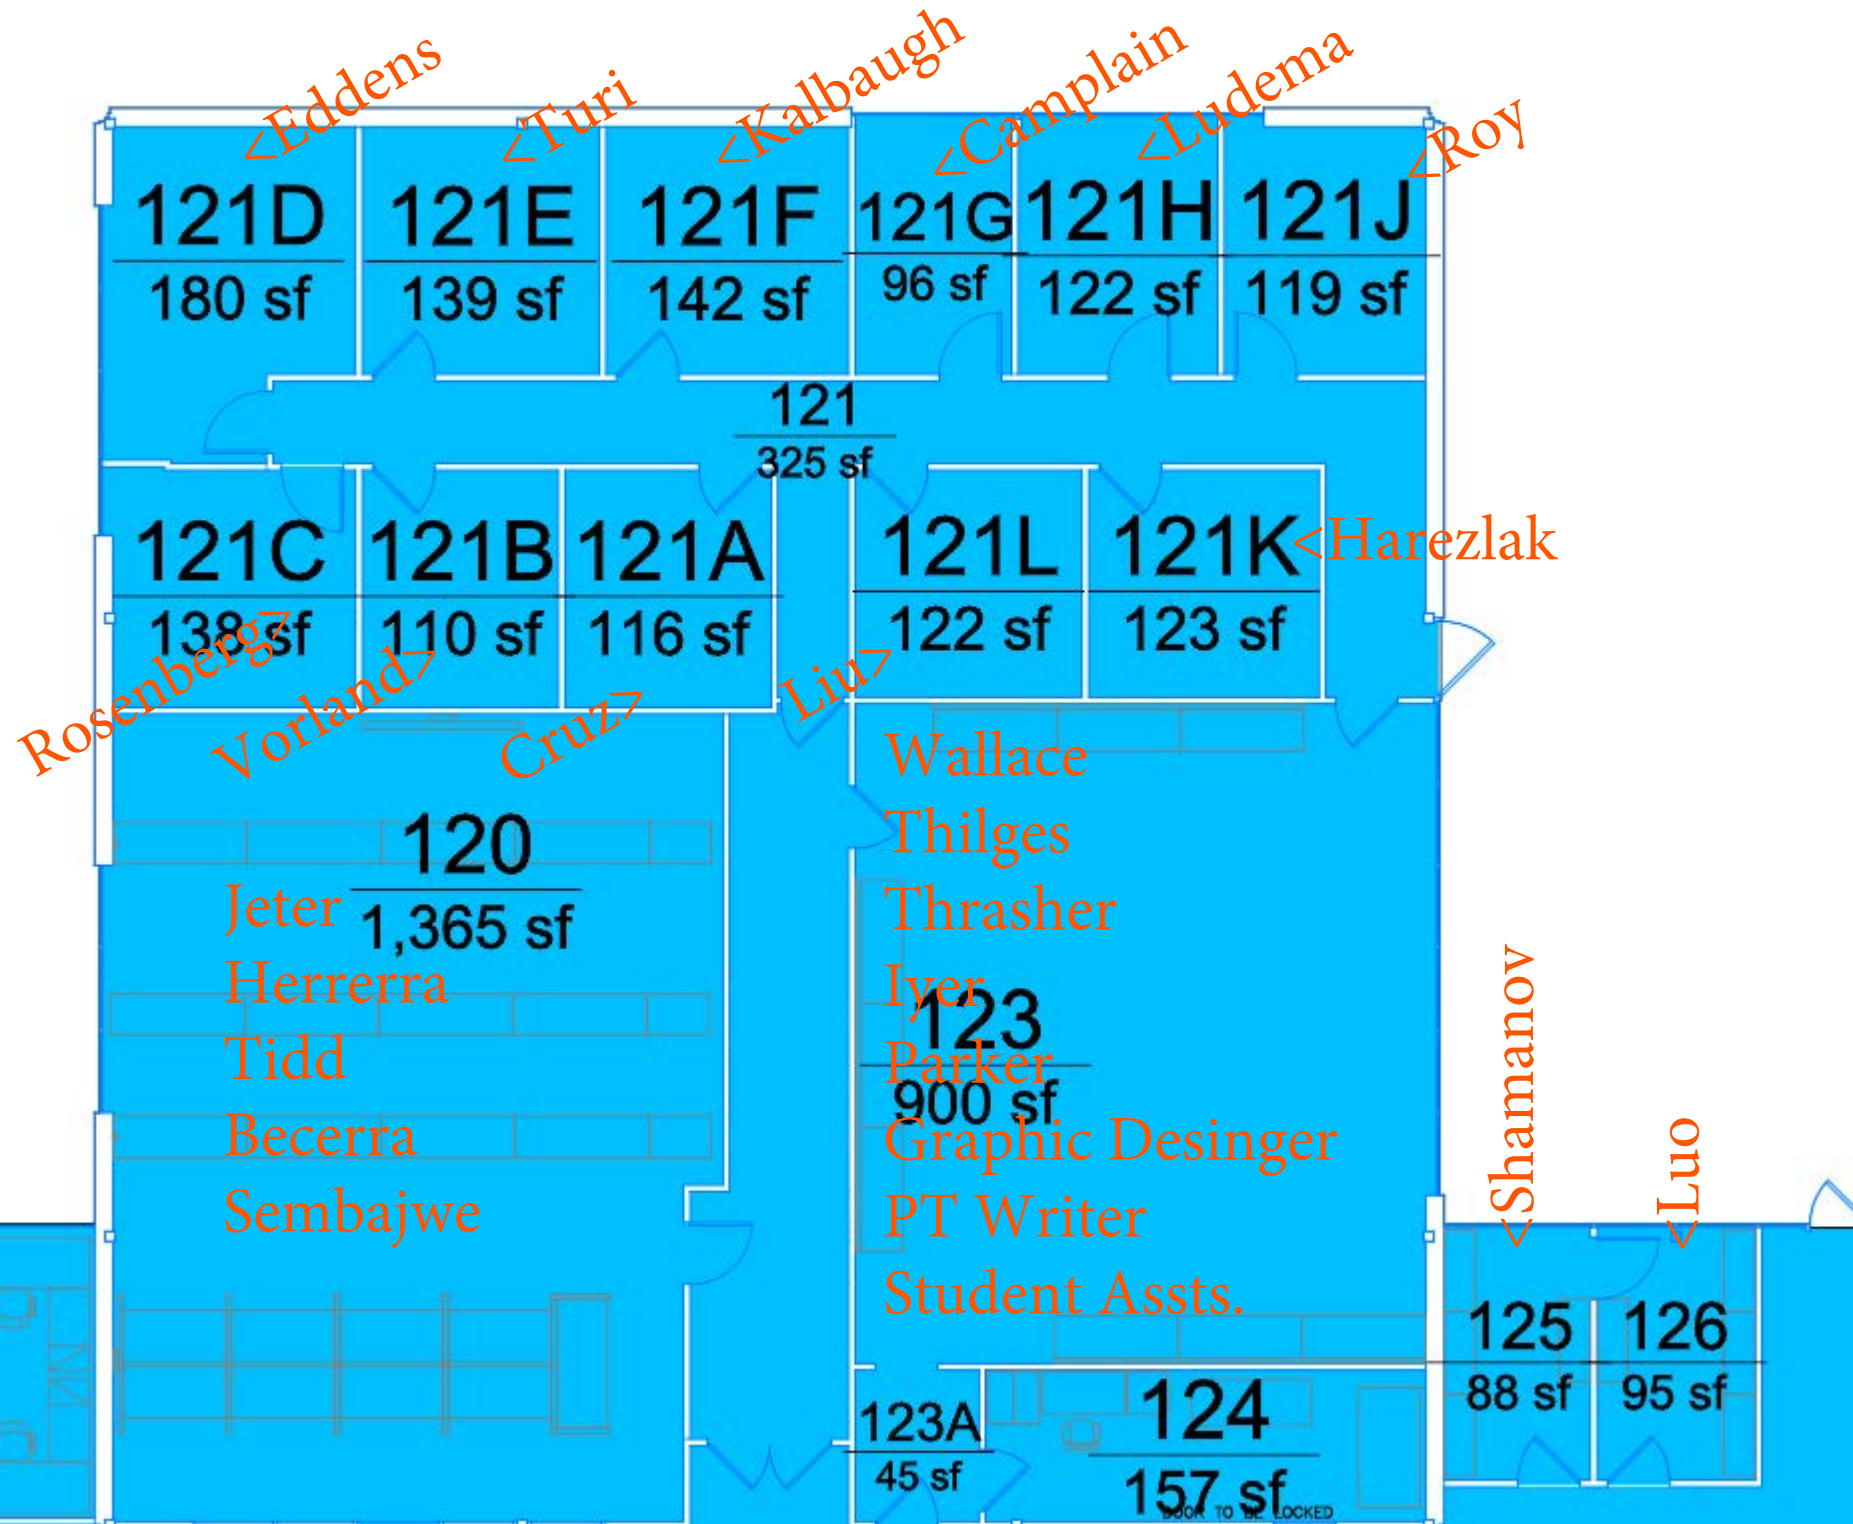 <Eddens
<Turi
<Kalbaugh
<Camplain
<Ludema
<Roy
121D
180 sf
121E
139 sf
121F
142 sf
121G
96 sf
121H
122 sf
121J
119 sf
121
325 sf
121C
138 sf
121B
110 sf
121A
116 sf
121L
122 sf
121K
123 sf
<Harezlak
Rosenberg>
Vorland>
Cruz>
Liu>
120
1,365 sf
Jeter
Herrerra
Tidd
Becerra
Sembajwe
Wallace
Thilges
Thrasher
Iyer
123
Parker
900 sf
Graphic Desinger
PT Writer
Student Assts.
<Shamanov
<Luo
125
88 sf
126
95 sf
123A
45 sf
124
157 sf
DOOR TO BE LOCKED